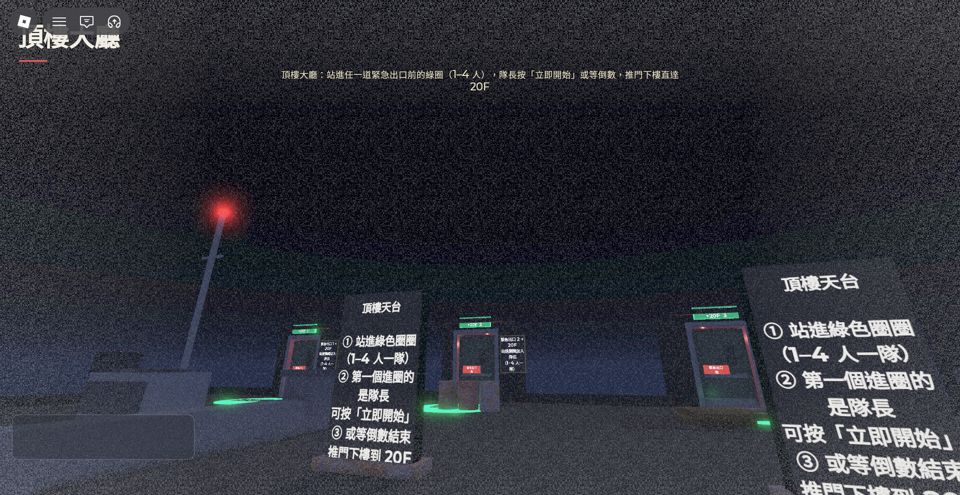 頂樓大廳
頂樓大廳：站進任一道緊急出口前的綠圈（1–4 人），隊長按「立即開始」或等倒數，推門下樓直達
20F
頂樓天台
① 站進綠色圈圈
（1–4 人一隊）
② 第一個進圈的
是隊長
可按「立即開始」
③ 或等倒數結束
推門下樓到 20F
頂樓天台
① 站進綠色圈圈
（1–4 人一隊）
② 第一個進圈的
是隊長
可按「立即開始」
③ 或等倒數結束